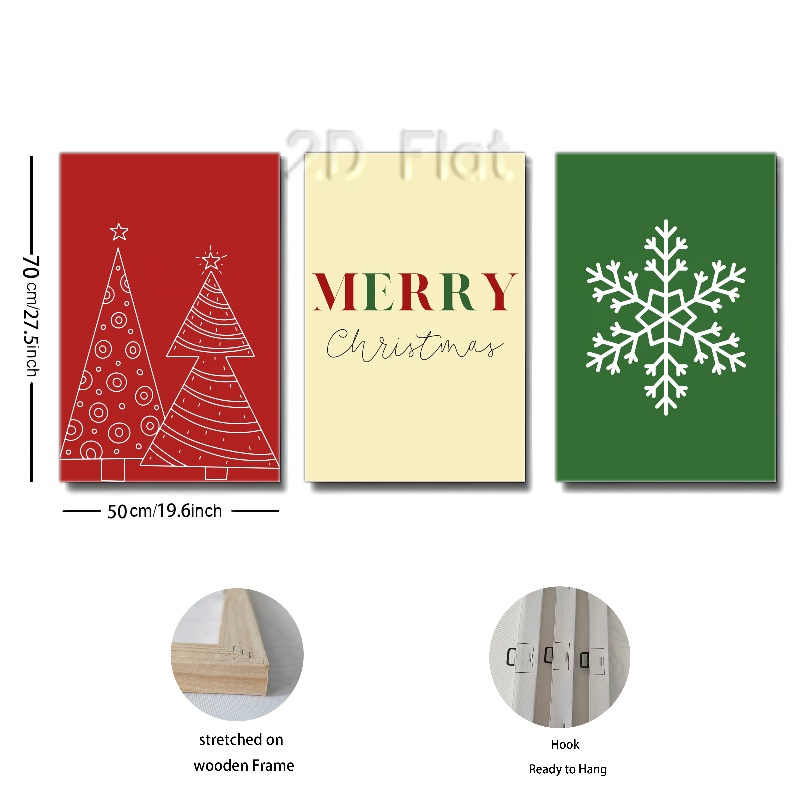 2D Flat
MERRY
Christmas
70 cm/27.5inch
50cm/19.6inch
stretched on
wooden Frame
Hook
Ready to Hang